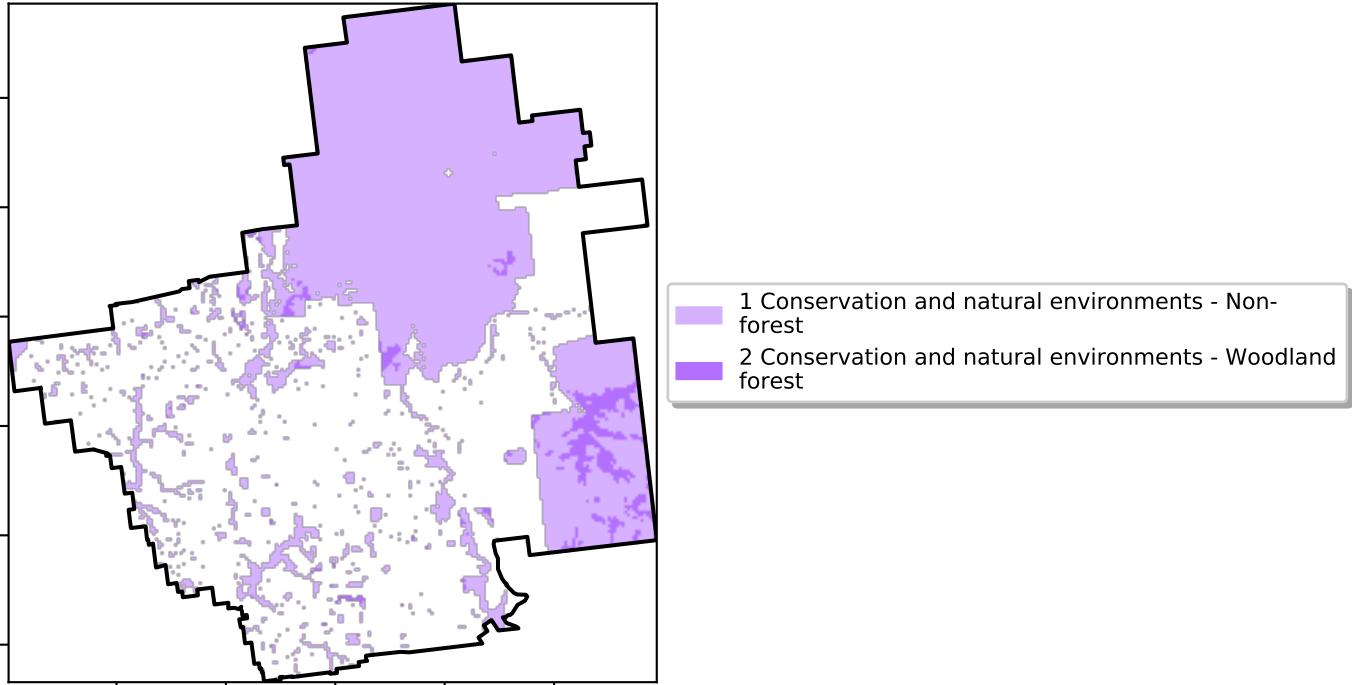 1 Conservation and natural environments - Non-
forest
2 Conservation and natural environments - Woodland
forest